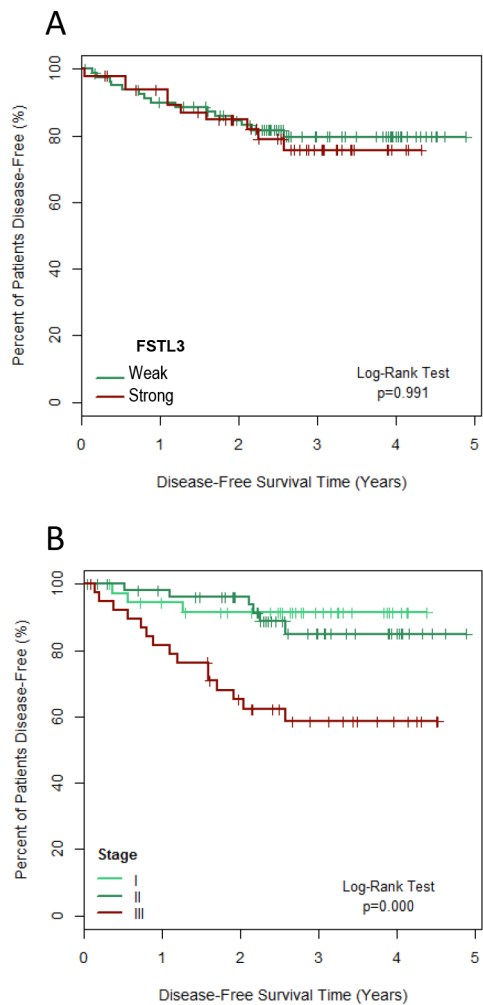 A
Percent of Patients Disease-Free (%)
100
80
60
40
20
0
FSTL3
Weak
Strong
Log-Rank Test
p=0.991
0 1 2 3 4 5
Disease-Free Survival Time (Years)
B
Percent of Patients Disease-Free (%)
100
80
60
40
20
0
Stage
I
II
III
Log-Rank Test
p=0.000
0 1 2 3 4 5
Disease-Free Survival Time (Years)